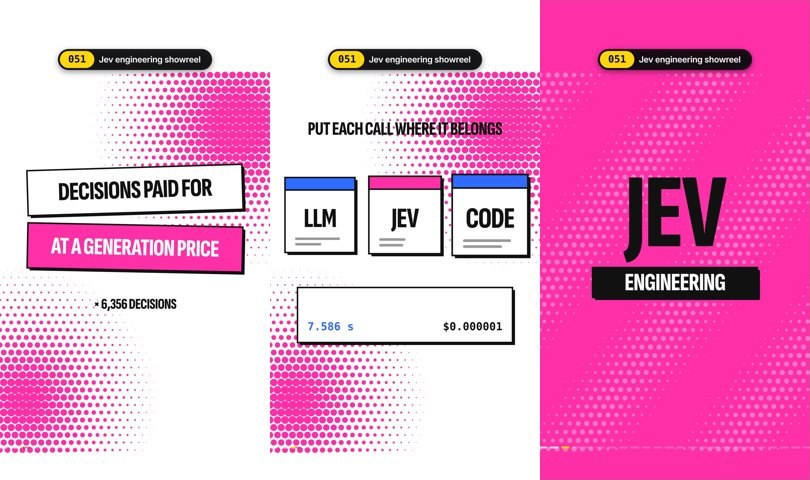 051 Jev engineering showreel
DECISIONS PAID FOR
AT A GENERATION PRICE
× 6,356 DECISIONS
051 Jev engineering showreel
PUT EACH CALL WHERE IT BELONGS
LLM
JEV
CODE
7.586 s $0.000001
051 Jev engineering showreel
JEV
ENGINEERING